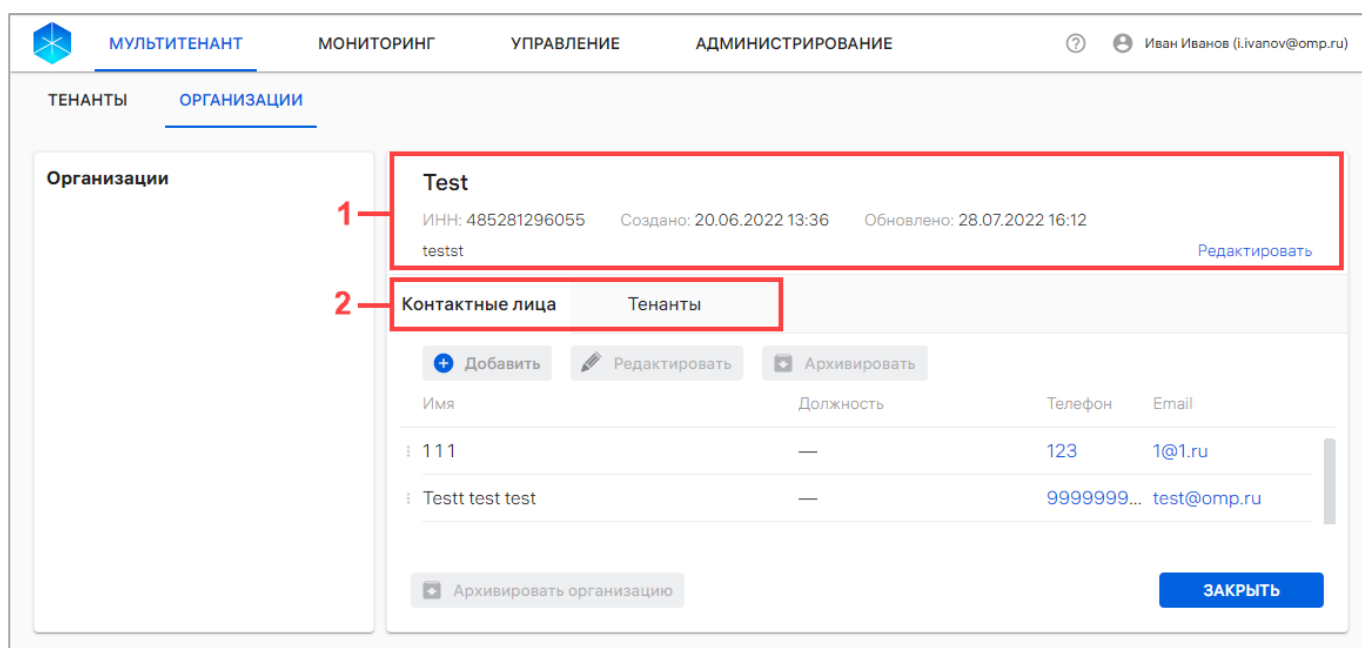 МУЛЬТИТЕНАНТ МОНИТОРИНГ УПРАВЛЕНИЕ АДМИНИСТРИРОВАНИЕ ? Иван Иванов (i.ivanov@omp.ru)
ТЕНАНТЫ ОРГАНИЗАЦИИ
Организации
Test
1
ИНН: 485281296055 Создано: 20.06.2022 13:36 Обновлено: 28.07.2022 16:12
testst Редактировать
2
Контактные лица Тенанты
Добавить Редактировать Архивировать
Имя Должность Телефон Email
111 — 123 1@1.ru
Testt test test — 9999999... test@omp.ru
Архивировать организацию ЗАКРЫТЬ